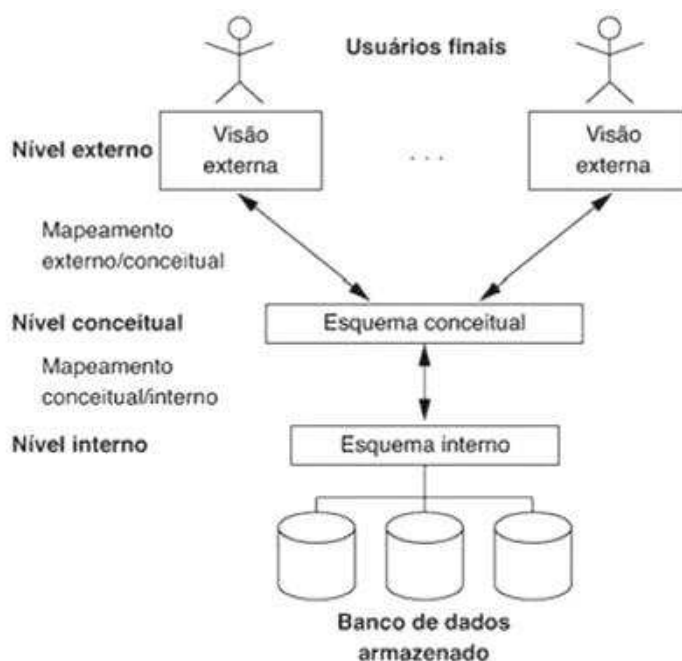 Usuários finais
Nível externo
Visão
externa
. . .
Visão
externa
Mapeamento
externo/conceitual
Nível conceitual
Esquema conceitual
Mapeamento
conceitual/interno
Nível interno
Esquema interno
Banco de dados
armazenado